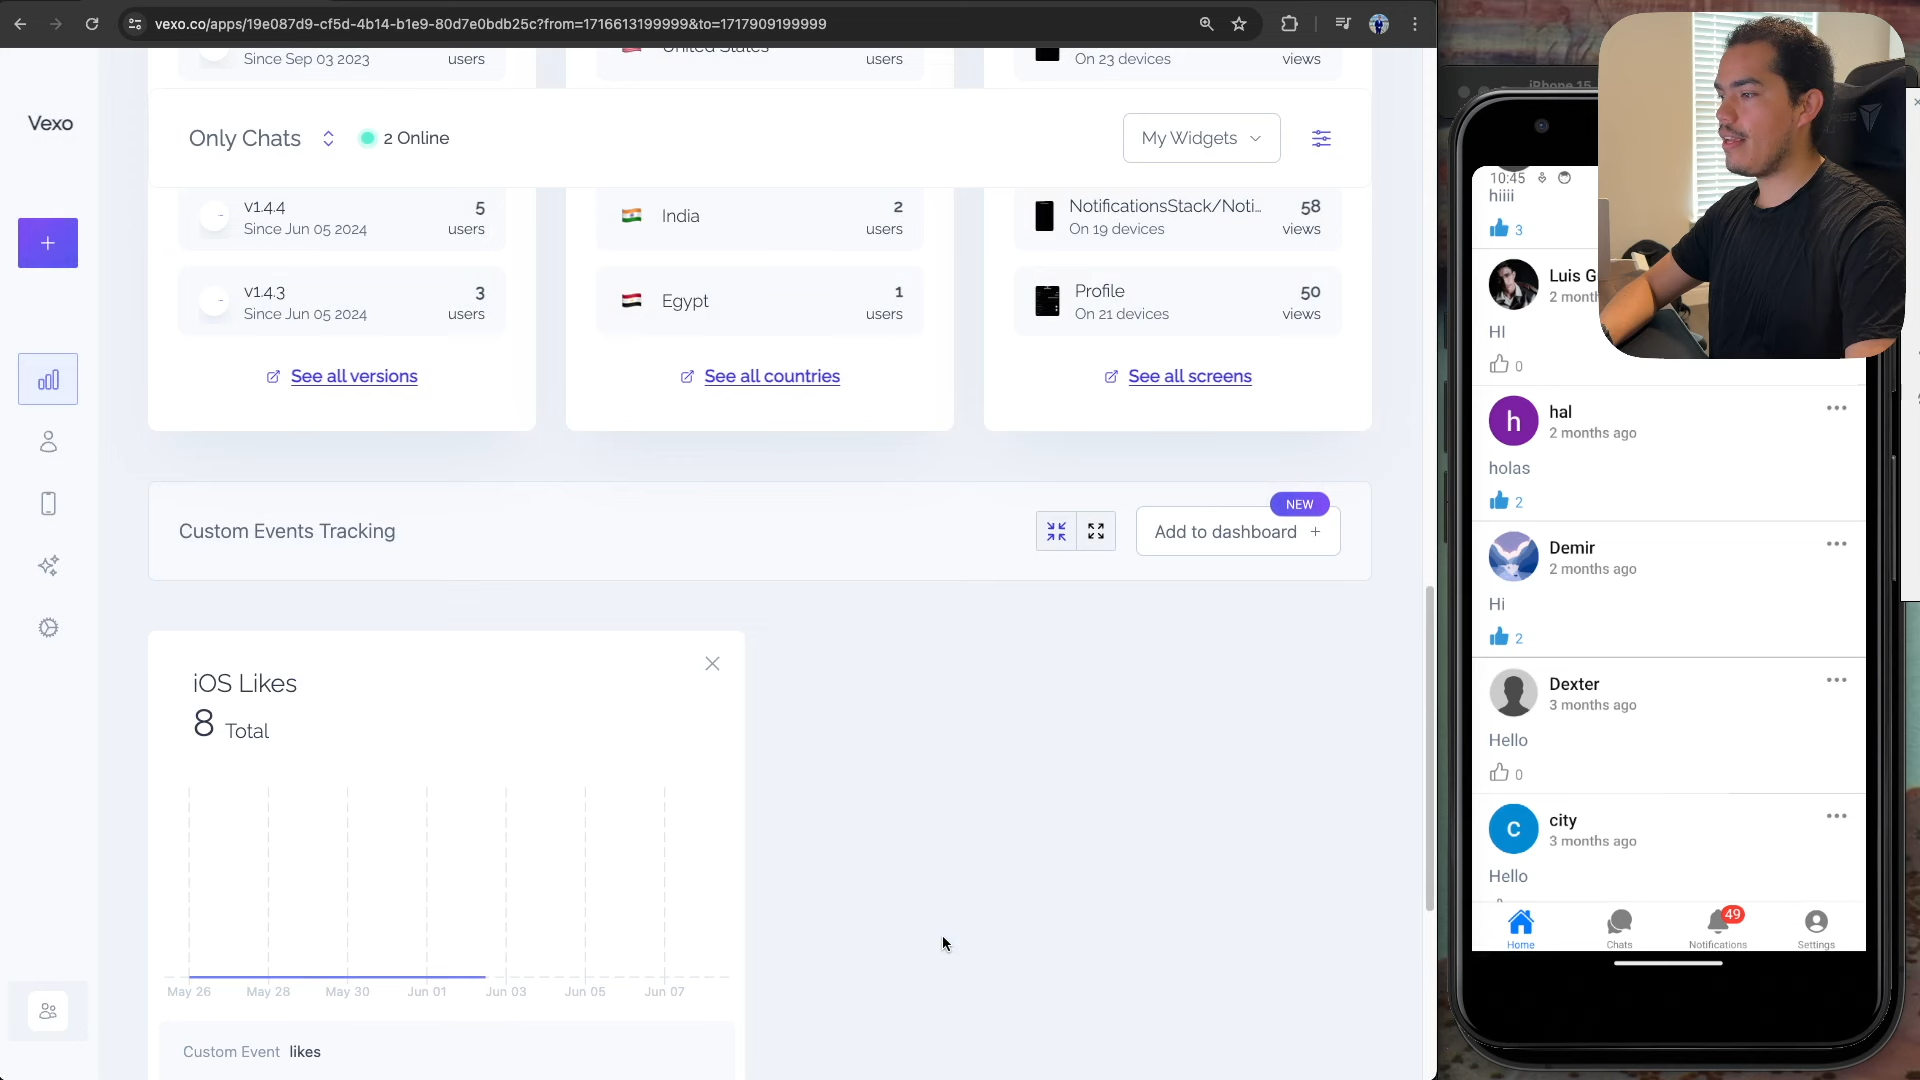 vexo.co/apps/19e087d9-cf5d-4b14-b1e9-80d7e0bdb25c?from=1716613199999&to=1717909199999
Vexo
Since Sep 03 2023
users
United States
users
On 23 devices
views
Only Chats
2 Online
My Widgets
v1.4.4
Since Jun 05 2024
5
users
v1.4.3
Since Jun 05 2024
3
users
See all versions
India
2
users
Egypt
1
users
See all countries
NotificationsStack/Noti...
On 19 devices
58
views
Profile
On 21 devices
50
views
See all screens
Custom Events Tracking
NEW
Add to dashboard +
iOS Likes
8 Total
May 26 May 28 May 30 Jun 01 Jun 03 Jun 05 Jun 07
Custom Event likes
iPhone 15
10:45
hiiii
3
Luis G
2 mont
HI
0
h
hal
2 months ago
holas
2
Demir
2 months ago
Hi
2
Dexter
3 months ago
Hello
0
c
city
3 months ago
Hello
49
Home
Chats
Notifications
Settings